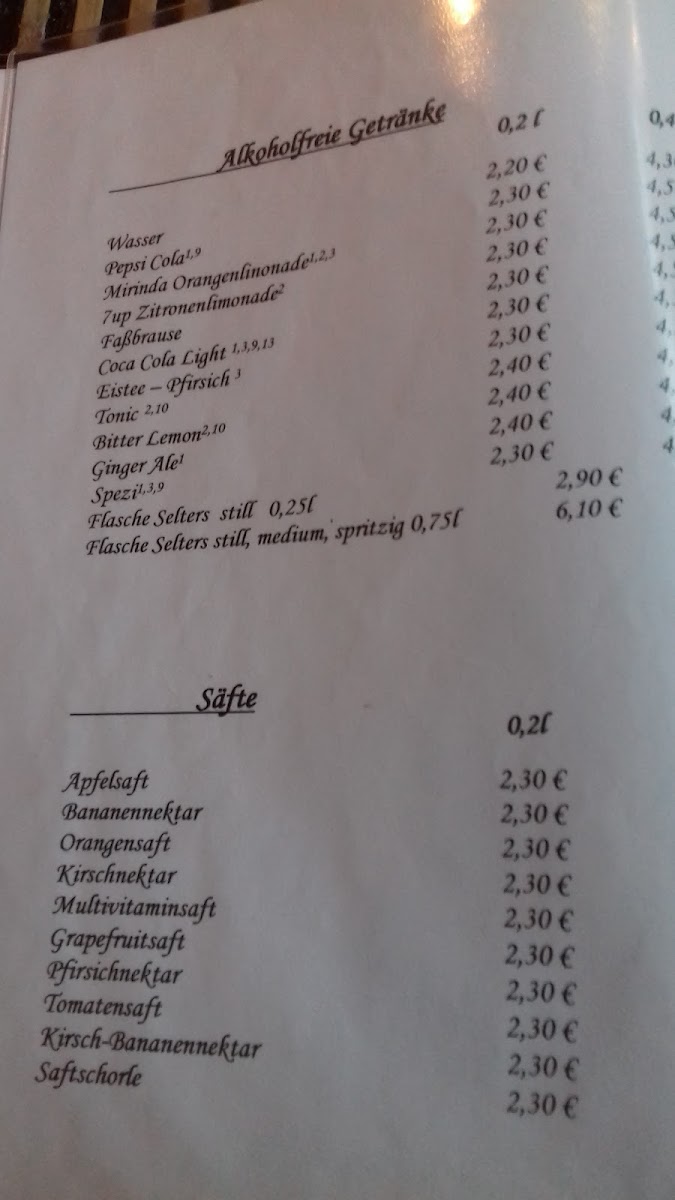 Alkoholfreie Getränke 0,2 l
Wasser 2,20 €
Pepsi Cola1,9 2,30 €
Mirinda Orangenlinonade1,2,3 2,30 €
7up Zitronenlimonade2 2,30 €
Faßbrause 2,30 €
Coca Cola Light 1,3,9,13 2,30 €
Eistee – Pfirsich 3 2,30 €
Tonic 2,10 2,40 €
Bitter Lemon2,10 2,40 €
Ginger Ale1 2,40 €
Spezi1,3,9 2,30 €
Flasche Selters still 0,25l 2,90 €
Flasche Selters still, medium, spritzig 0,75l 6,10 €
Säfte 0,2l
Apfelsaft 2,30 €
Bananennektar 2,30 €
Orangensaft 2,30 €
Kirschnektar 2,30 €
Multivitaminsaft 2,30 €
Grapefruitsaft 2,30 €
Pfirsichnektar 2,30 €
Tomatensaft 2,30 €
Kirsch-Bananennektar 2,30 €
Saftschorle 2,30 €